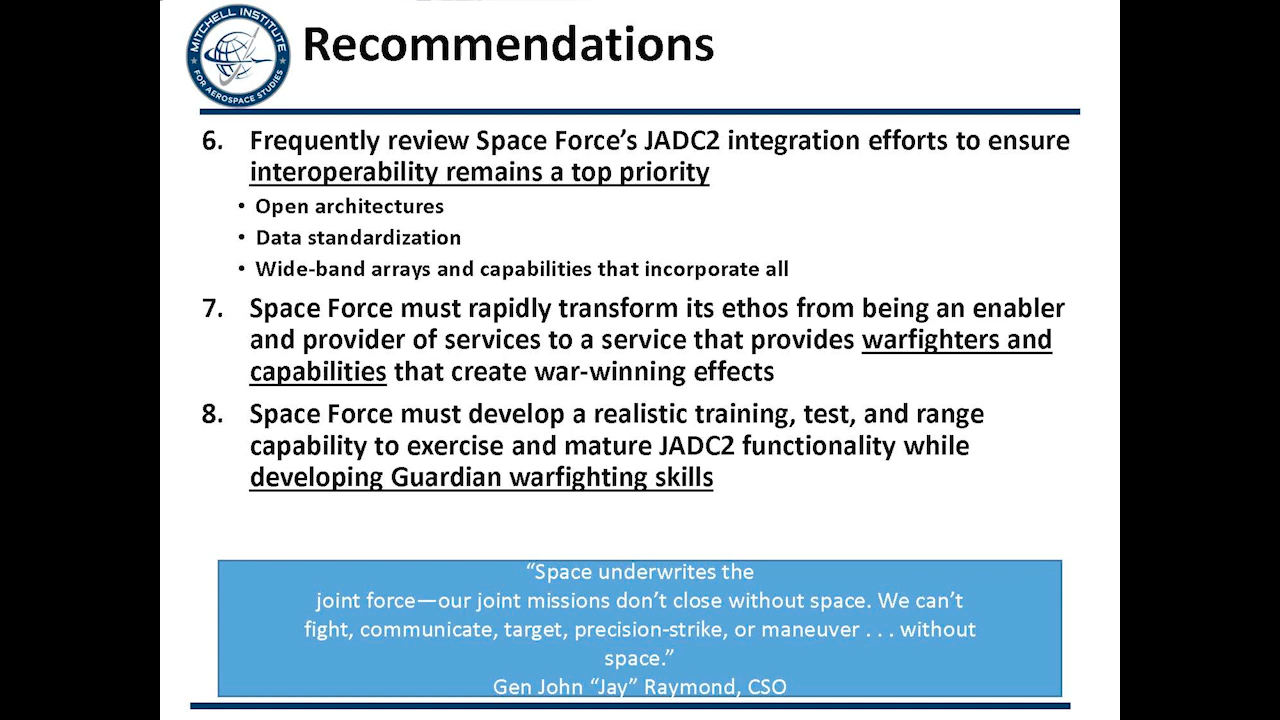 MITCHELL INSTITUTE
FOR AEROSPACE STUDIES
Recommendations
6. Frequently review Space Force’s JADC2 integration efforts to ensure
interoperability remains a top priority
• Open architectures
• Data standardization
• Wide-band arrays and capabilities that incorporate all
7. Space Force must rapidly transform its ethos from being an enabler
and provider of services to a service that provides warfighters and
capabilities that create war-winning effects
8. Space Force must develop a realistic training, test, and range
capability to exercise and mature JADC2 functionality while
developing Guardian warfighting skills
“Space underwrites the
joint force—our joint missions don’t close without space. We can’t
fight, communicate, target, precision-strike, or maneuver . . . without
space.”
Gen John “Jay” Raymond, CSO